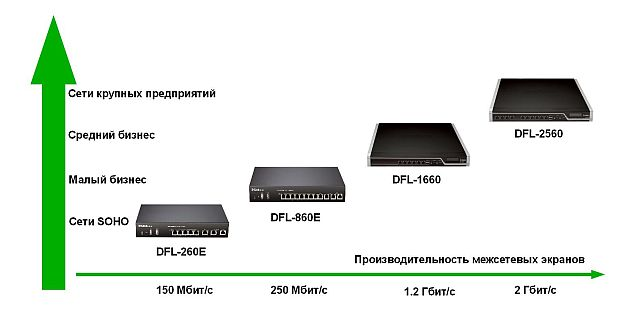 Сети крупных предприятий
DFL-2560
Средний бизнес
DFL-1660
Малый бизнес
DFL-860E
Сети SOHO
DFL-260E
Производительность межсетевых экранов
150 Мбит/с
250 Мбит/с
1.2 Гбит/с
2 Гбит/с